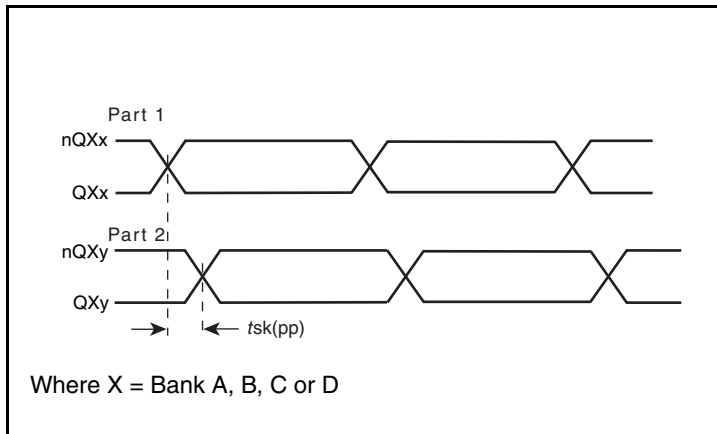 Part 1
nQXx
QXx
Part 2
nQXy
QXy
tsk(pp)
Where X = Bank A, B, C or D